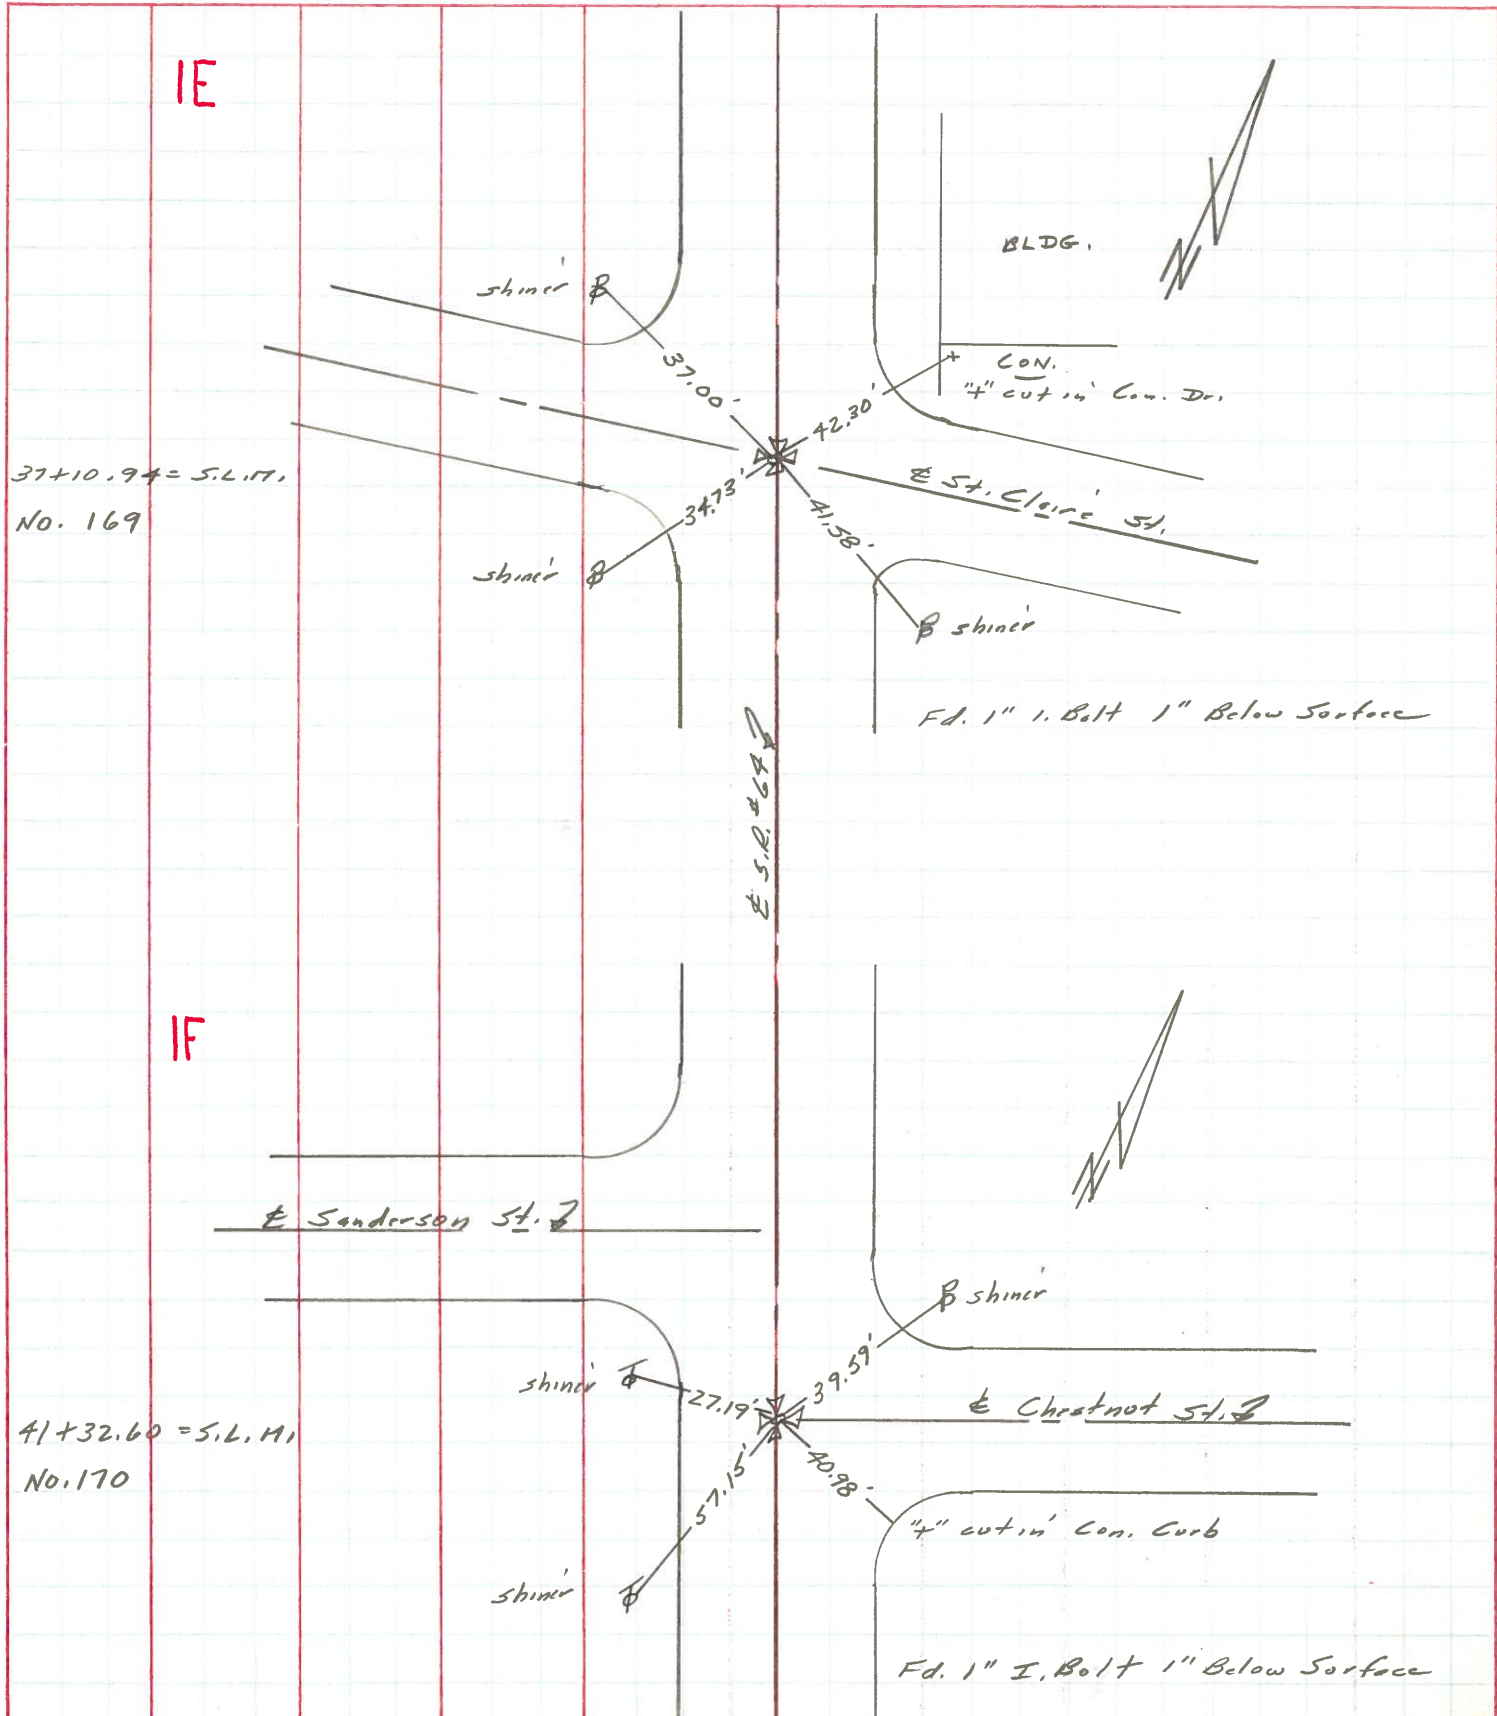 1E
N
BLDG.
shiner
37.00'
CON.
"+" cut in Con. Dr.
42.30'
37+10.94 = S.L.M.
No. 169
34.73'
℄ St. Claire St.
41.58'
shiner
shiner
Fd. 1" I. Bolt 1" Below Surface
℄ S.R. #64
1F
N
℄ Sanderson St.
shiner
39.59'
shiner
27.19'
℄ Chestnut St.
41+32.60 = S.L.M.
No. 170
57.15'
40.98'
"+" cut in Con. Curb
shiner
Fd. 1" I. Bolt 1" Below Surface